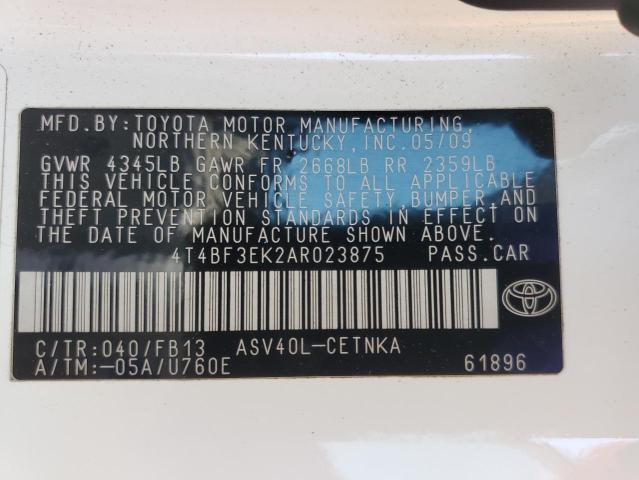 MFD.BY:TOYOTA MOTOR MANUFACTURING,
NORTHERN KENTUCKY,INC.05/09
GVWR 4345LB GAWR FR 2668LB RR 2359LB
THIS VEHICLE CONFORMS TO ALL APPLICABLE
FEDERAL MOTOR VEHICLE SAFETY,BUMPER,AND
THEFT PREVENTION STANDARDS IN EFFECT ON
THE DATE OF MANUFACTURE SHOWN ABOVE.
4T4BF3EK2AR023875 PASS.CAR
C/TR:040/FB13 ASV40L-CETNKA
A/TM:-05A/U760E 61896